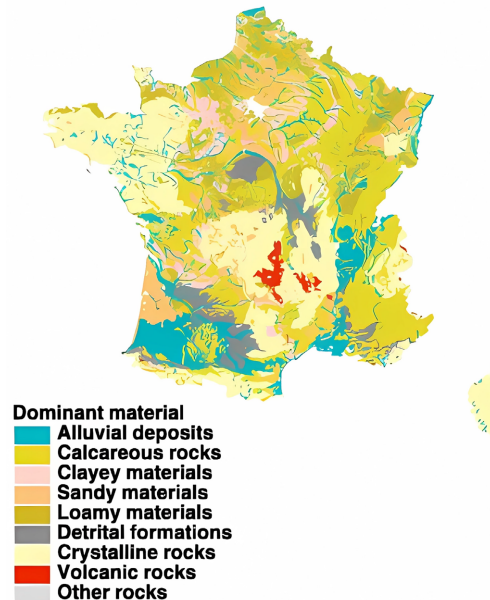 Dominant material
Alluvial deposits
Calcareous rocks
Clayey materials
Sandy materials
Loamy materials
Detrital formations
Crystalline rocks
Volcanic rocks
Other rocks